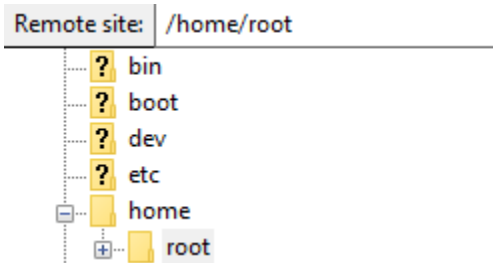 Remote site: /home/root
? bin
? boot
? dev
? etc
home
root